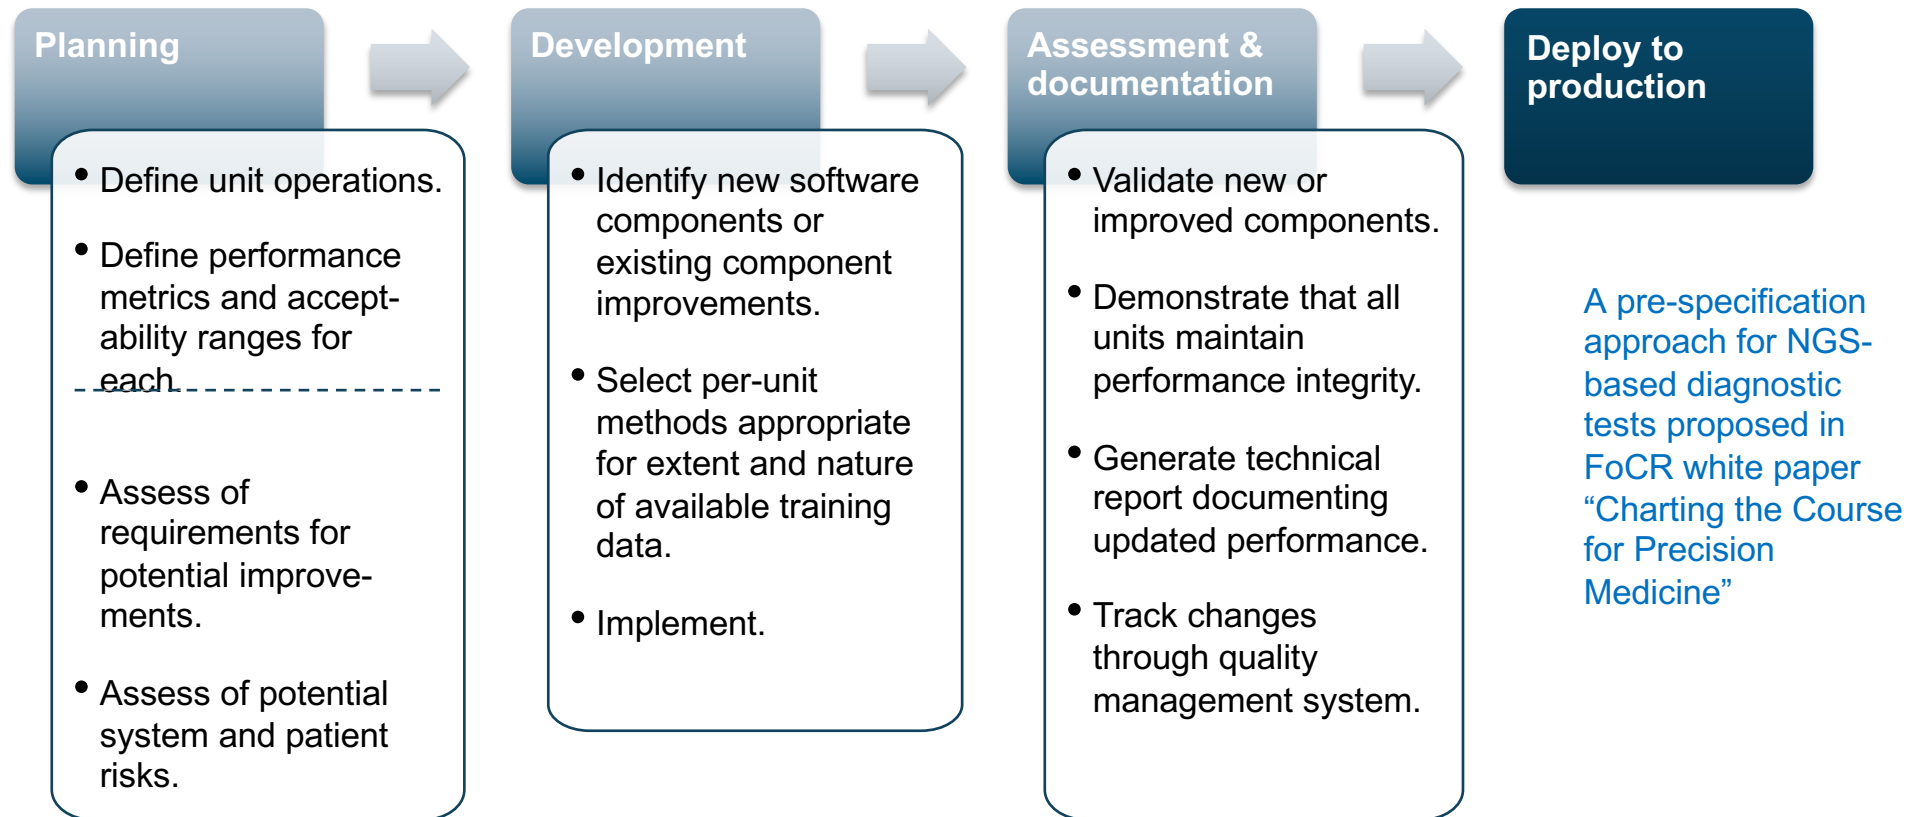 Planning
• Define unit operations.
• Define performance
metrics and accept-
ability ranges for
each.
• Assess of
requirements for
potential improve-
ments.
• Assess of potential
system and patient
risks.
Development
• Identify new software
components or
existing component
improvements.
• Select per-unit
methods appropriate
for extent and nature
of available training
data.
• Implement.
Assessment &
documentation
• Validate new or
improved components.
• Demonstrate that all
units maintain
performance integrity.
• Generate technical
report documenting
updated performance.
• Track changes
through quality
management system.
Deploy to
production
A pre-specification
approach for NGS-
based diagnostic
tests proposed in
FoCR white paper
“Charting the Course
for Precision
Medicine”